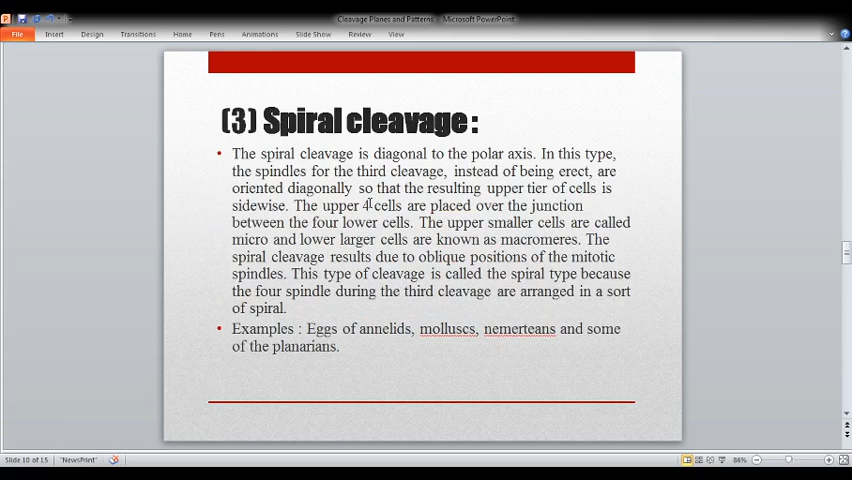 Cleavage Planes and Patterns - Microsoft PowerPoint
File Insert Design Transitions Home Pens Animations Slide Show Review View
(3) Spiral cleavage :
• The spiral cleavage is diagonal to the polar axis. In this type,
the spindles for the third cleavage, instead of being erect, are
oriented diagonally so that the resulting upper tier of cells is
sidewise. The upper 4 cells are placed over the junction
between the four lower cells. The upper smaller cells are called
micro and lower larger cells are known as macromeres. The
spiral cleavage results due to oblique positions of the mitotic
spindles. This type of cleavage is called the spiral type because
the four spindle during the third cleavage are arranged in a sort
of spiral.
• Examples : Eggs of annelids, molluscs, nemerteans and some
of the planarians.
Slide 10 of 15 "NewsPrint" 86%